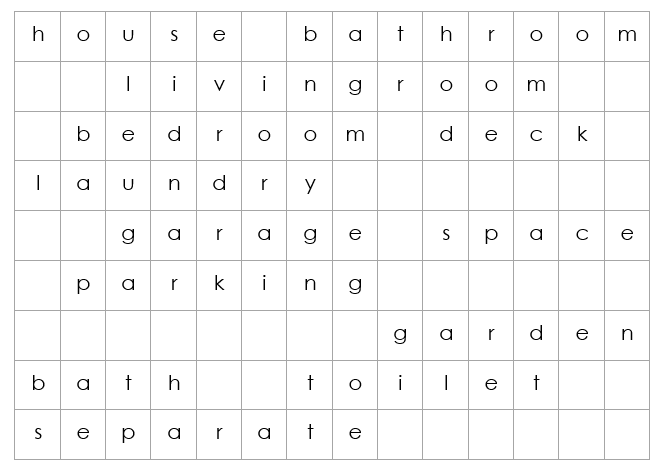 house bathroom
livingroom
bedroom deck
laundry
garage space
parking
garden
bath toilet
separate